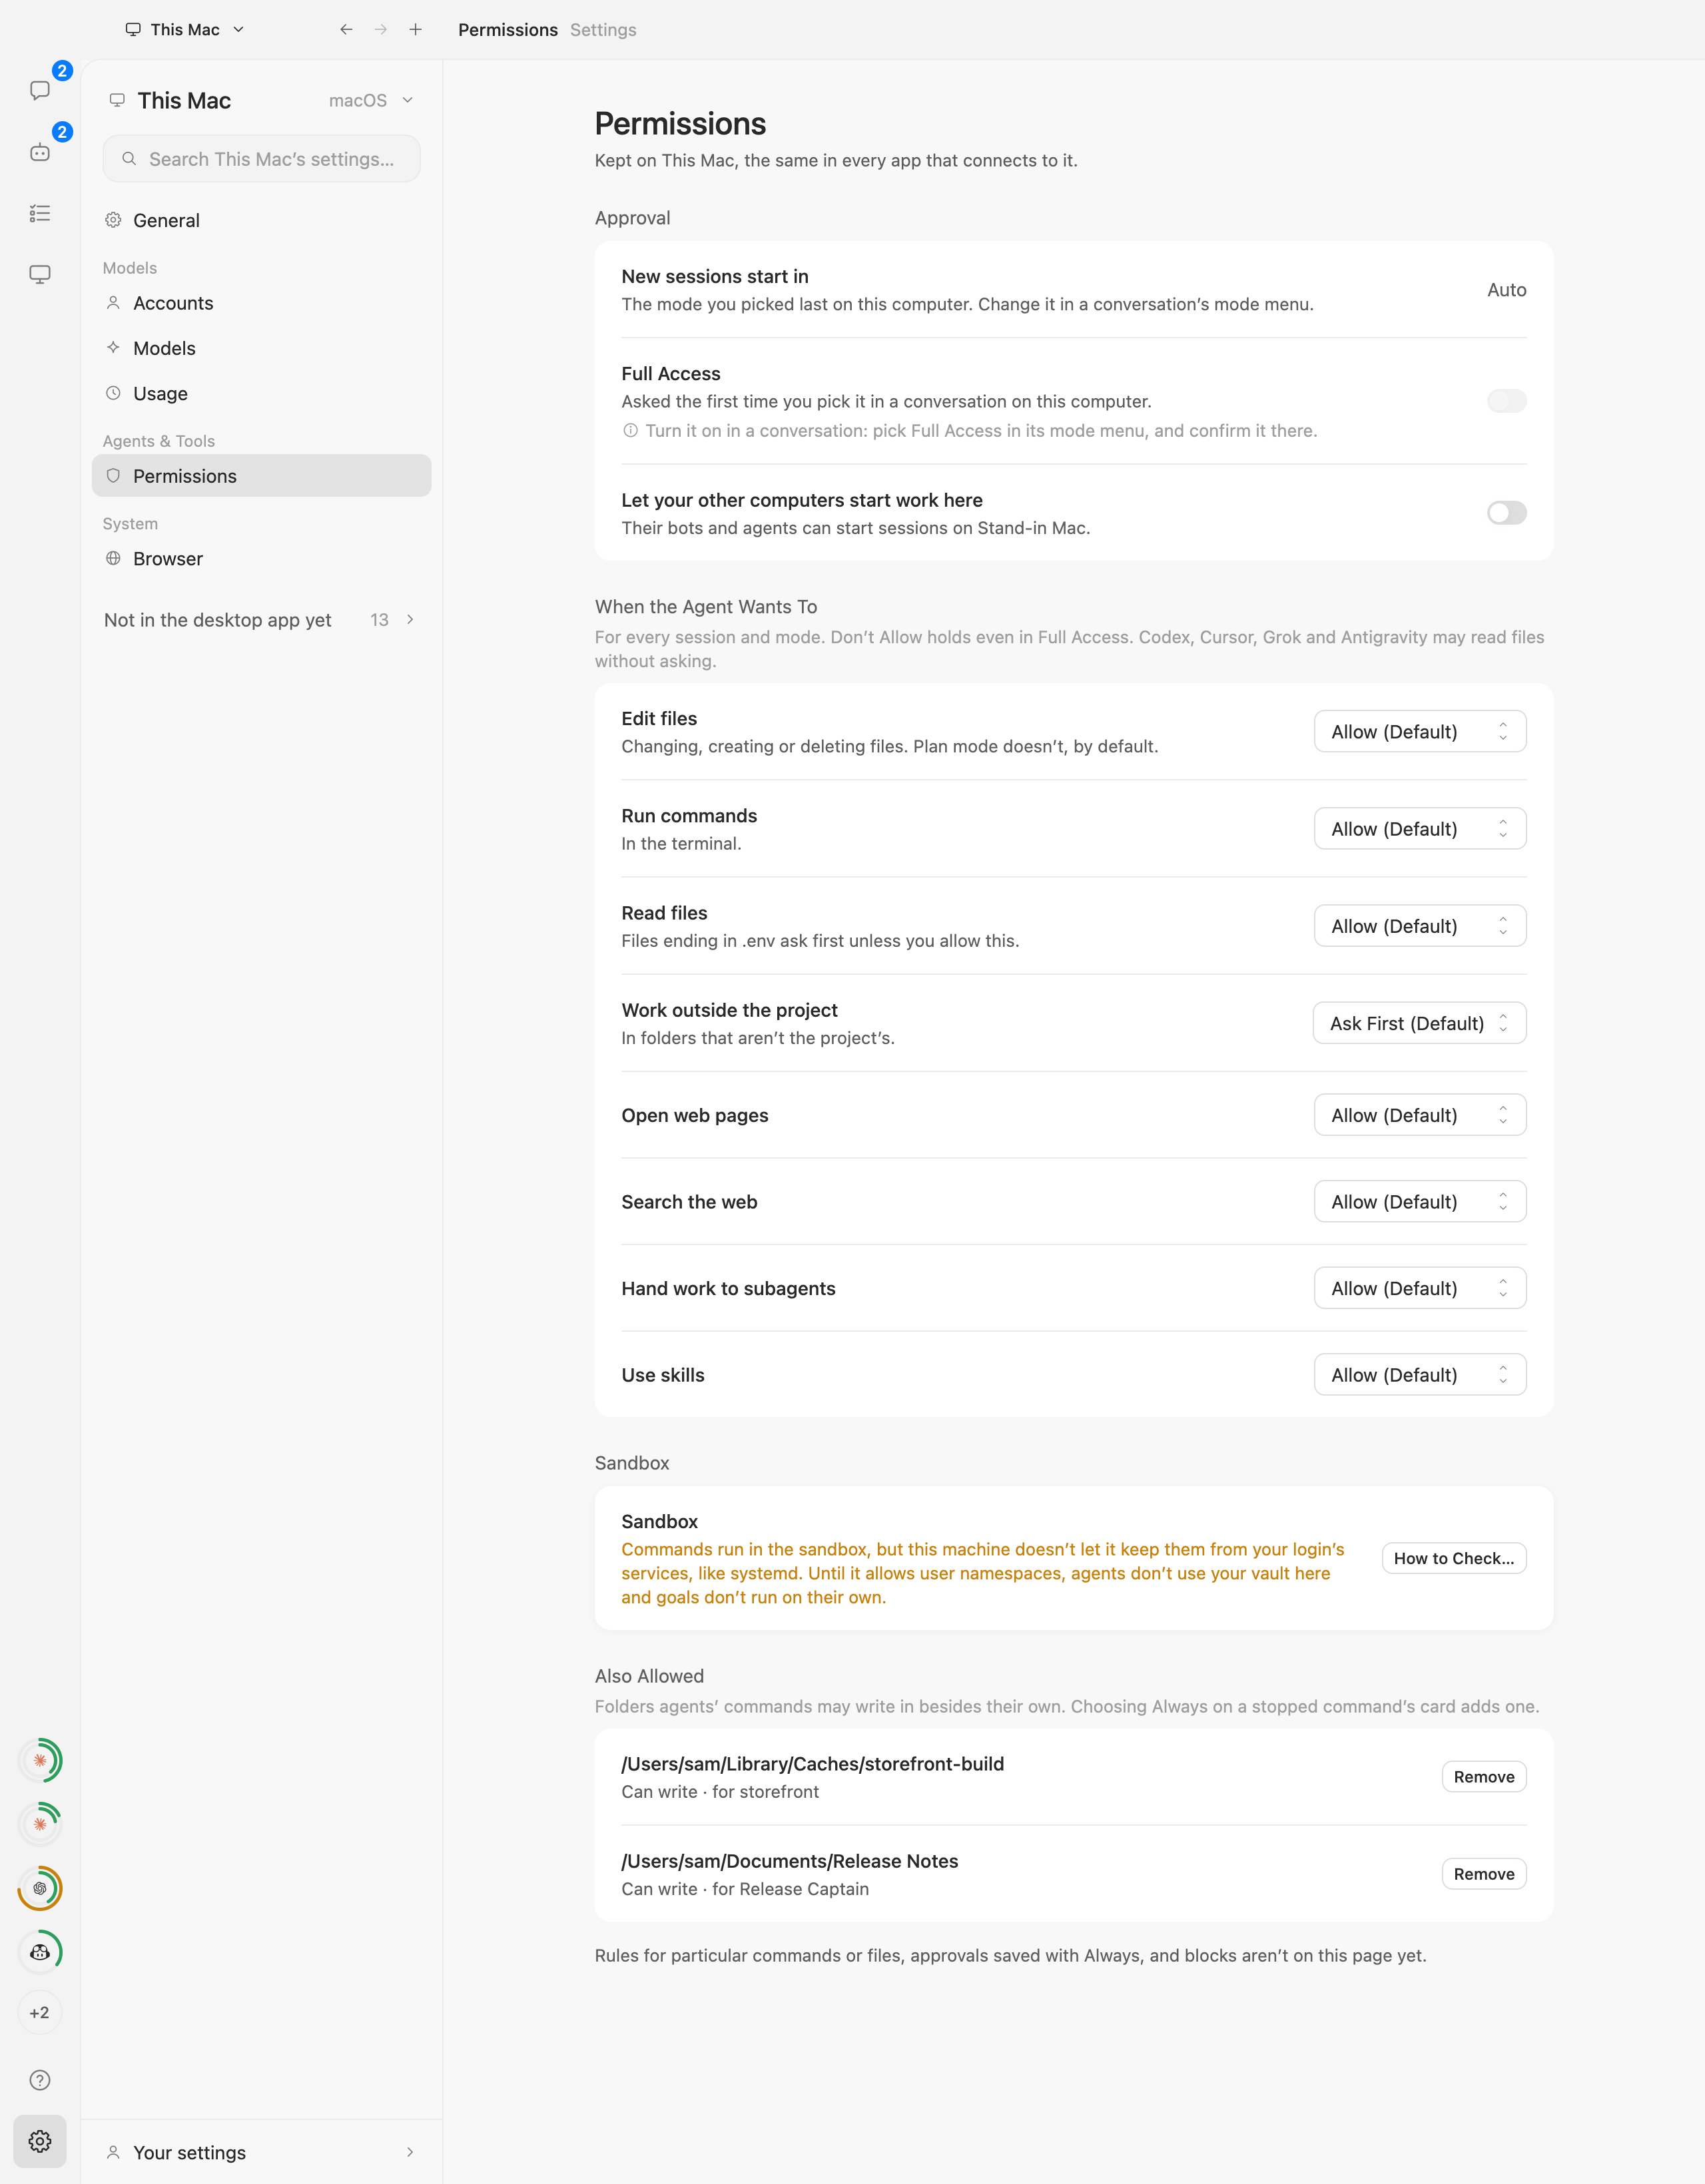 This Mac
Permissions Settings
2
2
This Mac macOS
Search This Mac’s settings...
General
Models
Accounts
Models
Usage
Agents & Tools
Permissions
System
Browser
Not in the desktop app yet 13
+2
Your settings
Permissions
Kept on This Mac, the same in every app that connects to it.
Approval
New sessions start in
The mode you picked last on this computer. Change it in a conversation’s mode menu.
Auto
Full Access
Asked the first time you pick it in a conversation on this computer.
Turn it on in a conversation: pick Full Access in its mode menu, and confirm it there.
Let your other computers start work here
Their bots and agents can start sessions on Stand-in Mac.
When the Agent Wants To
For every session and mode. Don’t Allow holds even in Full Access. Codex, Cursor, Grok and Antigravity may read files
without asking.
Edit files
Changing, creating or deleting files. Plan mode doesn’t, by default.
Allow (Default)
Run commands
In the terminal.
Allow (Default)
Read files
Files ending in .env ask first unless you allow this.
Allow (Default)
Work outside the project
In folders that aren’t the project’s.
Ask First (Default)
Open web pages
Allow (Default)
Search the web
Allow (Default)
Hand work to subagents
Allow (Default)
Use skills
Allow (Default)
Sandbox
Sandbox
Commands run in the sandbox, but this machine doesn’t let it keep them from your login’s
services, like systemd. Until it allows user namespaces, agents don’t use your vault here
and goals don’t run on their own.
How to Check...
Also Allowed
Folders agents’ commands may write in besides their own. Choosing Always on a stopped command’s card adds one.
/Users/sam/Library/Caches/storefront-build
Can write · for storefront
Remove
/Users/sam/Documents/Release Notes
Can write · for Release Captain
Remove
Rules for particular commands or files, approvals saved with Always, and blocks aren’t on this page yet.